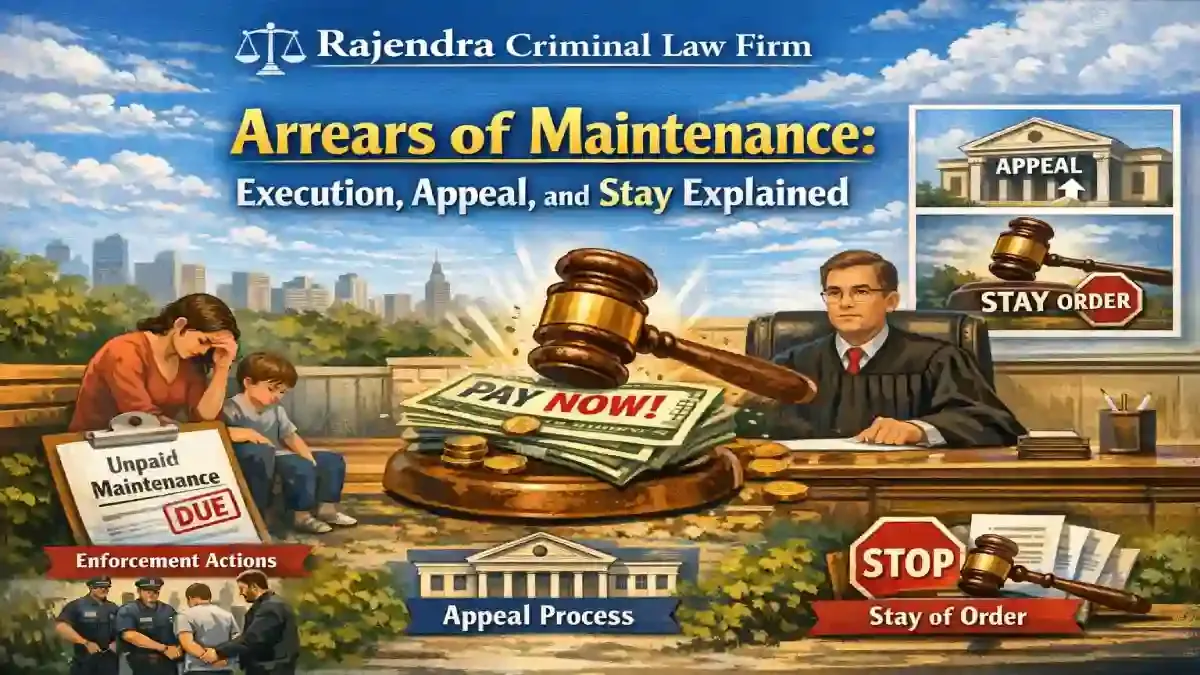 Rajendra Criminal Law Firm
Arrears of Maintenance:
Execution, Appeal, and Stay Explained
APPEAL
STAY ORDER
PAY NOW!
Unpaid
Maintenance
DUE
Enforcement Actions
Appeal Process
STOP
Stay of Order